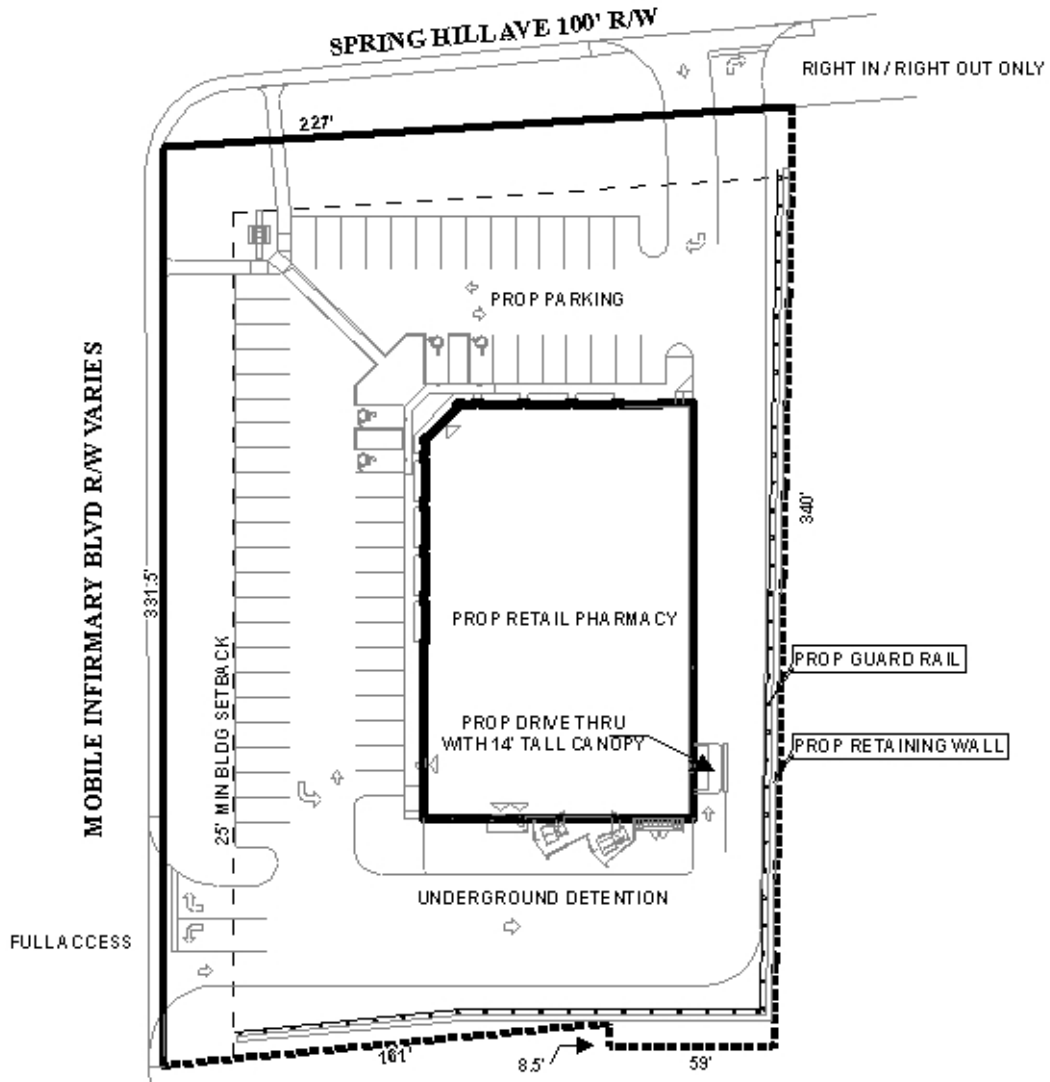 SPRING HILL AVE 100' R/W
RIGHT IN / RIGHT OUT ONLY
227'
PROP PARKING
MOBILE INFIRMARY BLVD R/W VARIES
331.5'
340'
25' MIN BLDG SETBACK
PROP RETAIL PHARMACY
PROP GUARD RAIL
PROP DRIVE THRU
WITH 14' TALL CANOPY
PROP RETAINING WALL
UNDERGROUND DETENTION
FULL ACCESS
161'
8.5'
59'